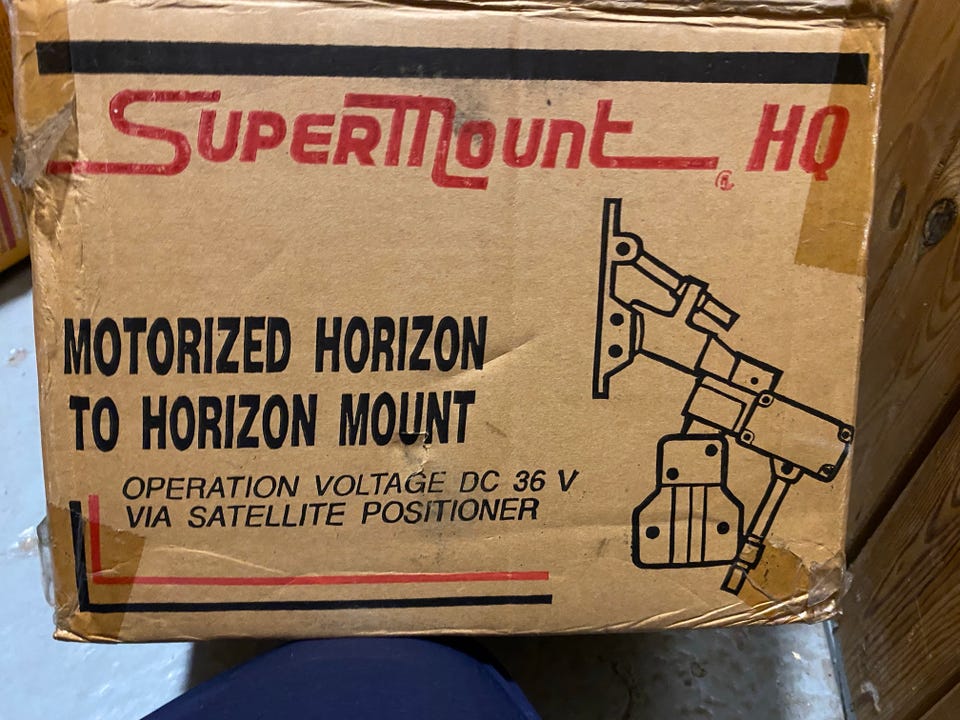 SUPERMOUNT HQ
MOTORIZED HORIZON
TO HORIZON MOUNT
OPERATION VOLTAGE DC 36 V
VIA SATELLITE POSITIONER